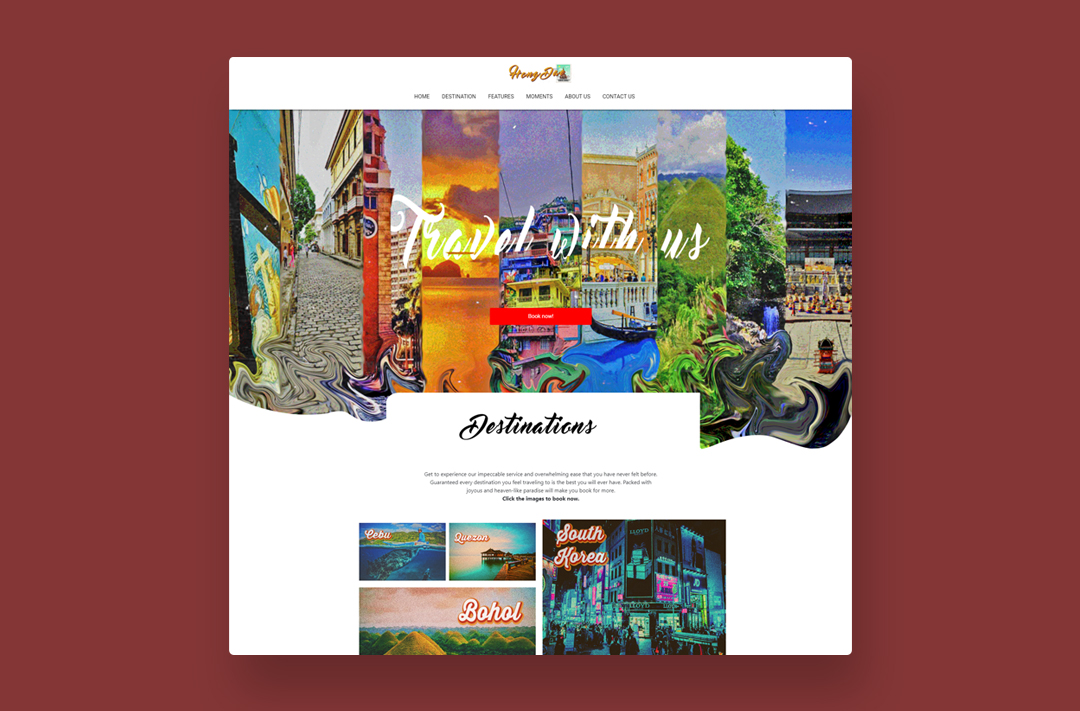 HOME DESTINATION FEATURES MOMENTS ABOUT US CONTACT US
Travel with us
Book now!
Destinations
Get to experience our impeccable service and overwhelming ease that you have never felt before.
Guaranteed every destination you feel traveling to is the best you will ever have. Packed with
joyous and heaven-like paradise will make you book for more.
Click the images to book now.
Cebu
Quezon
South
Korea
Bohol
LLOYD
LLOYD